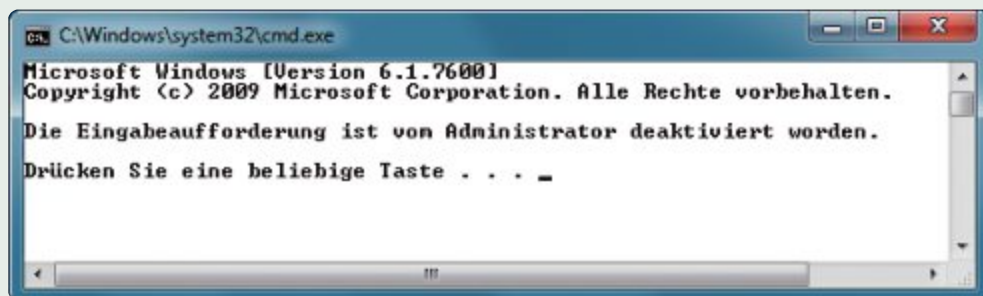 C:\Windows\system32\cmd.exe
Microsoft Windows [Version 6.1.7600]
Copyright (c) 2009 Microsoft Corporation. Alle Rechte vorbehalten.
Die Eingabeaufforderung ist vom Administrator deaktiviert worden.
Drücken Sie eine beliebige Taste . . . _